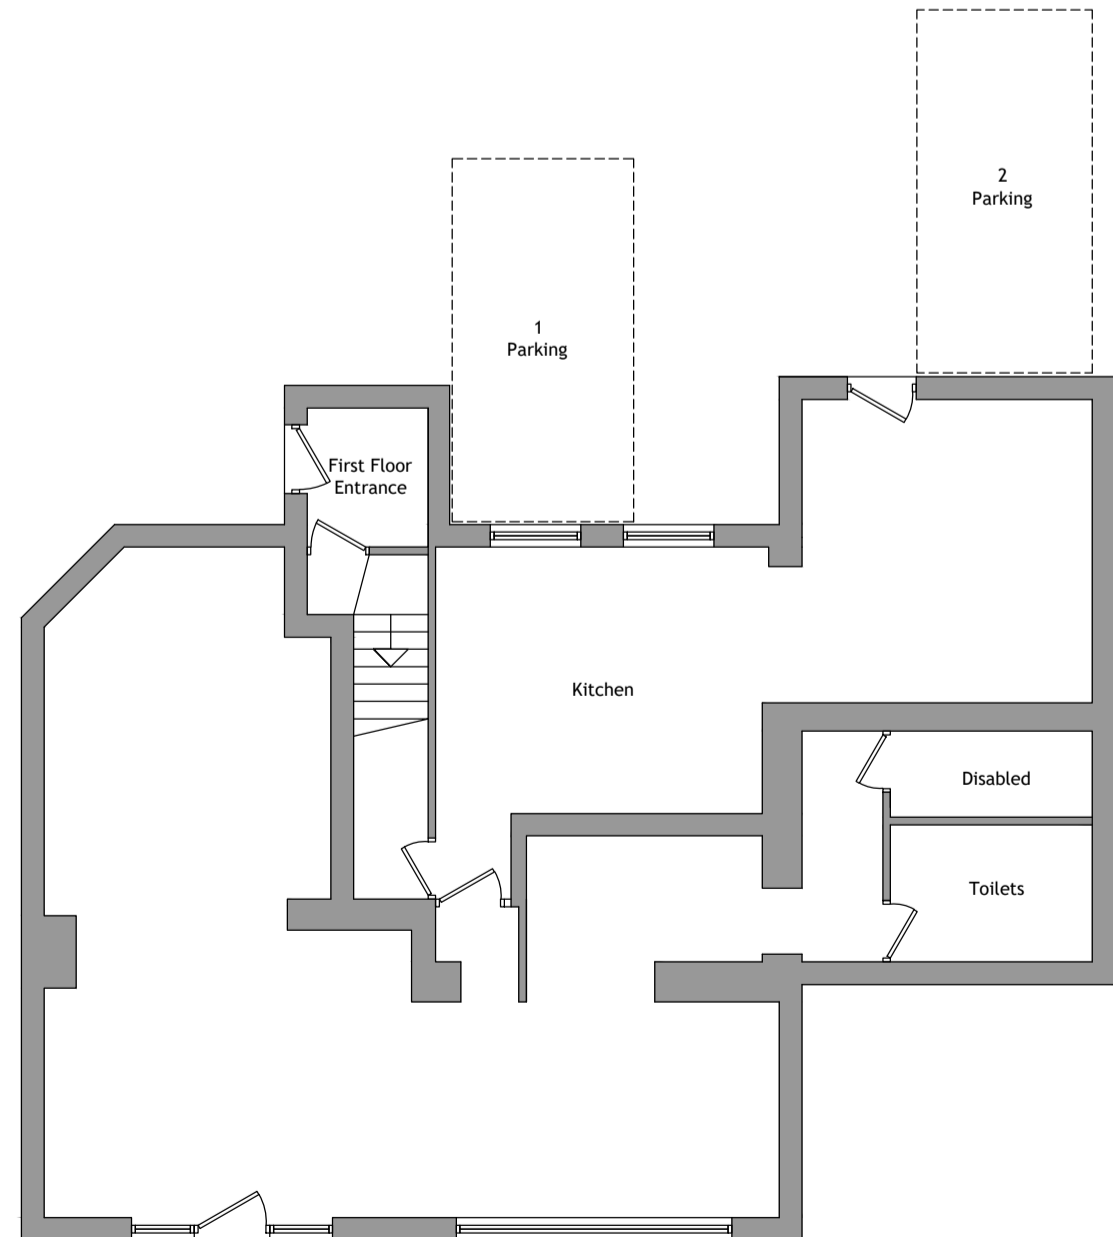 2
Parking
1
Parking
First Floor
Entrance
Kitchen
Disabled
Toilets